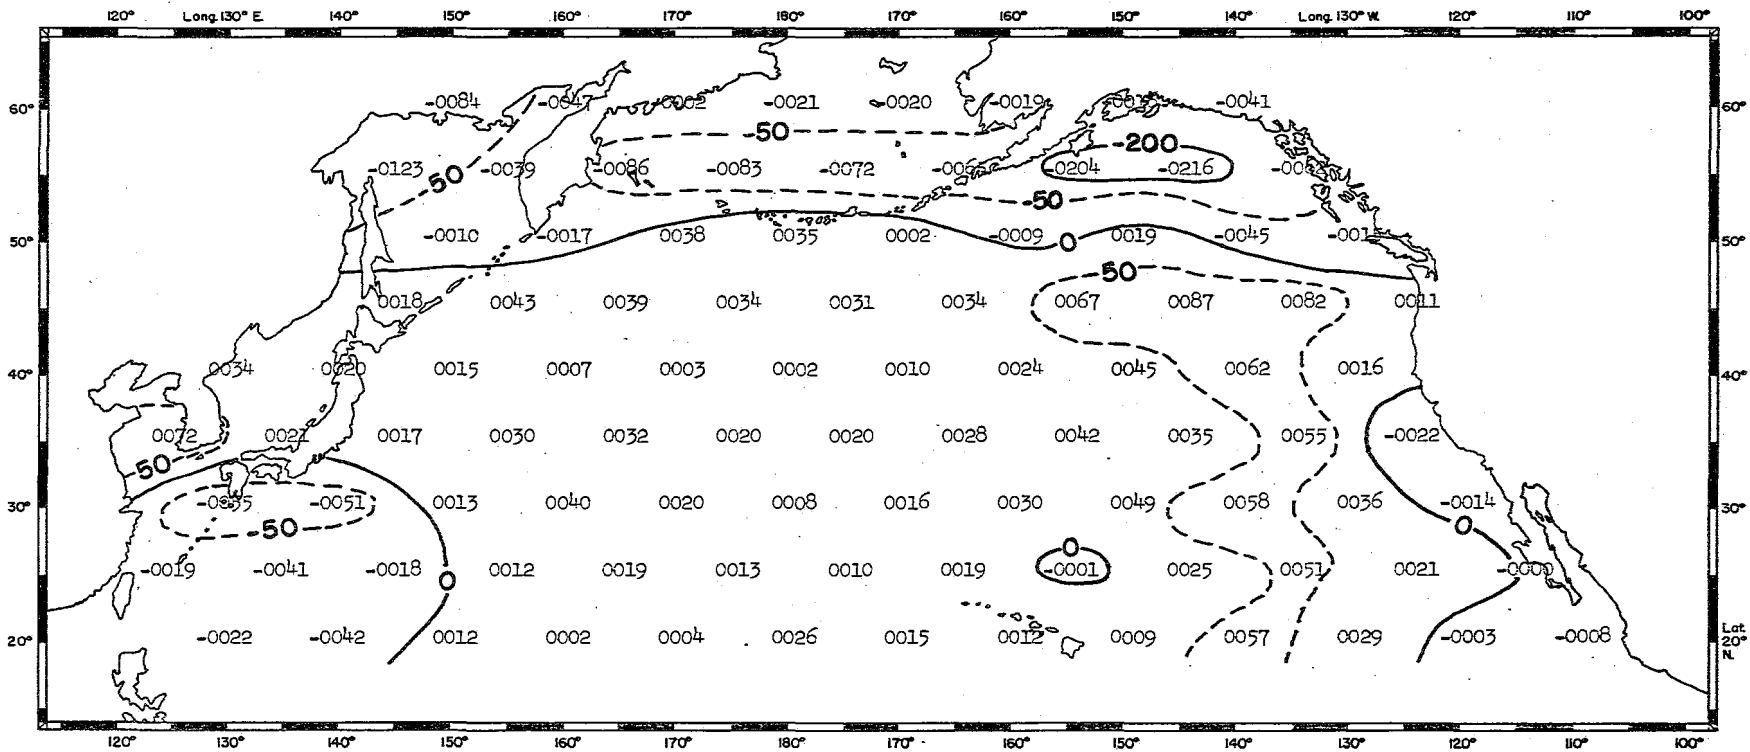 120° Long. 130° E. 140° 150° 160° 170° 180° 170° 160° 150° 140° Long. 130° W. 120° 110° 100°
60° -0084 -0047 0002 -0021 -0020 -0019 -0041 60°
-50
-200
-0123 -0039 -0086 -0083 -0072 -0204 -0216
-50
-50
50° -0010 -0017 0038 0035 0002 -0009 0 0019 -0045 50°
50
0018 0043 0039 0034 0031 0034 0067 0087 0082 0011
40° 0034 0020 0015 0007 0003 0002 0010 0024 0045 0062 0016 40°
0072 0021 0017 0030 0032 0020 0020 0028 0042 0035 0055 -0022
50
30° -0051 0013 0040 0020 0008 0016 0030 0049 0058 0036 -0014 30°
-50 0
0
-0019 -0041 -0018 0012 0019 0013 0010 0019 -0001 0025 0051 0021
0
20° -0022 -0042 0012 0002 0004 0026 0015 0012 0009 0057 0029 -0003 -0008 Lat. 20° N.
120° 130° 140° 150° 160° 170° 180° 170° 160° 150° 140° 130° 120° 110° 100°